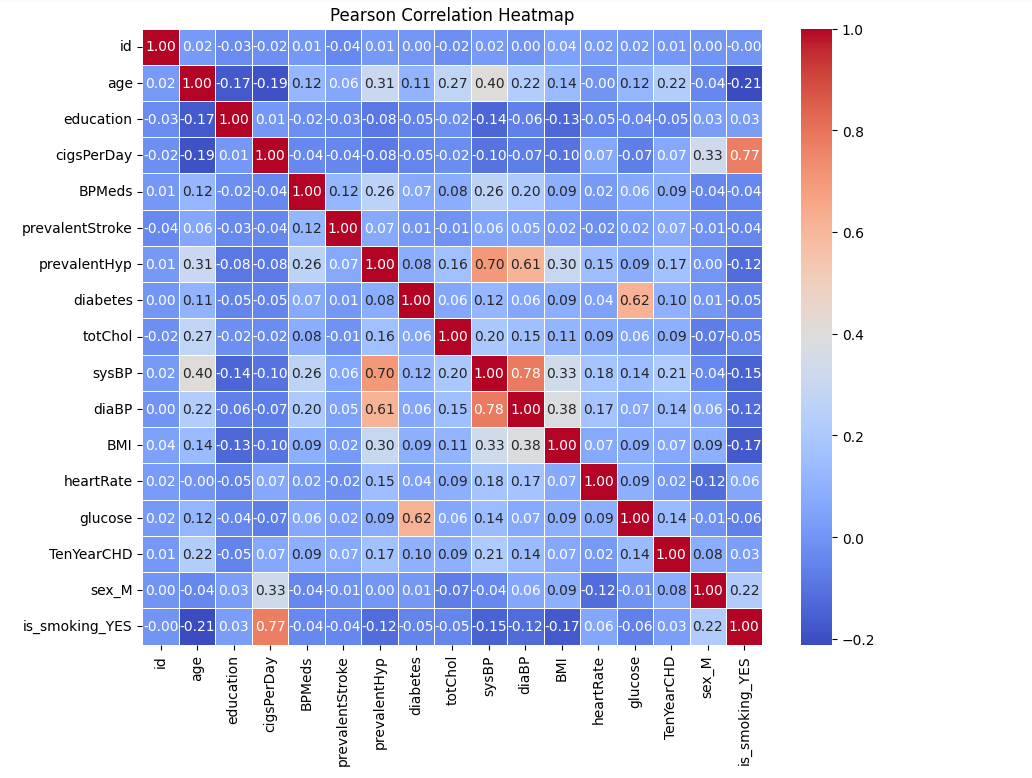 Pearson Correlation Heatmap
id 1.00 0.02 -0.03 -0.02 0.01 -0.04 0.01 0.00 -0.02 0.02 0.00 0.04 0.02 0.02 0.01 0.00 -0.00
age 0.02 1.00 -0.17 -0.19 0.12 0.06 0.31 0.11 0.27 0.40 0.22 0.14 -0.00 0.12 0.22 -0.04 -0.21
education -0.03 -0.17 1.00 0.01 -0.02 -0.03 -0.08 -0.05 -0.02 -0.14 -0.06 -0.13 -0.05 -0.04 -0.05 0.03 0.03
cigsPerDay -0.02 -0.19 0.01 1.00 -0.04 -0.04 -0.08 -0.05 -0.02 -0.10 -0.07 -0.10 0.07 -0.07 0.07 0.33 0.77
BPMeds 0.01 0.12 -0.02 -0.04 1.00 0.12 0.26 0.07 0.08 0.26 0.20 0.09 0.02 0.06 0.09 -0.04 -0.04
prevalentStroke -0.04 0.06 -0.03 -0.04 0.12 1.00 0.07 0.01 -0.01 0.06 0.05 0.02 -0.02 0.02 0.07 -0.01 -0.04
prevalentHyp 0.01 0.31 -0.08 -0.08 0.26 0.07 1.00 0.08 0.16 0.70 0.61 0.30 0.15 0.09 0.17 0.00 -0.12
diabetes 0.00 0.11 -0.05 -0.05 0.07 0.01 0.08 1.00 0.06 0.12 0.06 0.09 0.04 0.62 0.10 0.01 -0.05
totChol -0.02 0.27 -0.02 -0.02 0.08 -0.01 0.16 0.06 1.00 0.20 0.15 0.11 0.09 0.06 0.09 -0.07 -0.05
sysBP 0.02 0.40 -0.14 -0.10 0.26 0.06 0.70 0.12 0.20 1.00 0.78 0.33 0.18 0.14 0.21 -0.04 -0.15
diaBP 0.00 0.22 -0.06 -0.07 0.20 0.05 0.61 0.06 0.15 0.78 1.00 0.38 0.17 0.07 0.14 0.06 -0.12
BMI 0.04 0.14 -0.13 -0.10 0.09 0.02 0.30 0.09 0.11 0.33 0.38 1.00 0.07 0.09 0.07 0.09 -0.17
heartRate 0.02 -0.00 -0.05 0.07 0.02 -0.02 0.15 0.04 0.09 0.18 0.17 0.07 1.00 0.09 0.02 -0.12 0.06
glucose 0.02 0.12 -0.04 -0.07 0.06 0.02 0.09 0.62 0.06 0.14 0.07 0.09 0.09 1.00 0.14 -0.01 -0.06
TenYearCHD 0.01 0.22 -0.05 0.07 0.09 0.07 0.17 0.10 0.09 0.21 0.14 0.07 0.02 0.14 1.00 0.08 0.03
sex_M 0.00 -0.04 0.03 0.33 -0.04 -0.01 0.00 0.01 -0.07 -0.04 0.06 0.09 -0.12 -0.01 0.08 1.00 0.22
is_smoking_YES -0.00 -0.21 0.03 0.77 -0.04 -0.04 -0.12 -0.05 -0.05 -0.15 -0.12 -0.17 0.06 -0.06 0.03 0.22 1.00
id
age
education
cigsPerDay
BPMeds
prevalentStroke
prevalentHyp
diabetes
totChol
sysBP
diaBP
BMI
heartRate
glucose
TenYearCHD
sex_M
is_smoking_YES
1.0
0.8
0.6
0.4
0.2
0.0
−0.2